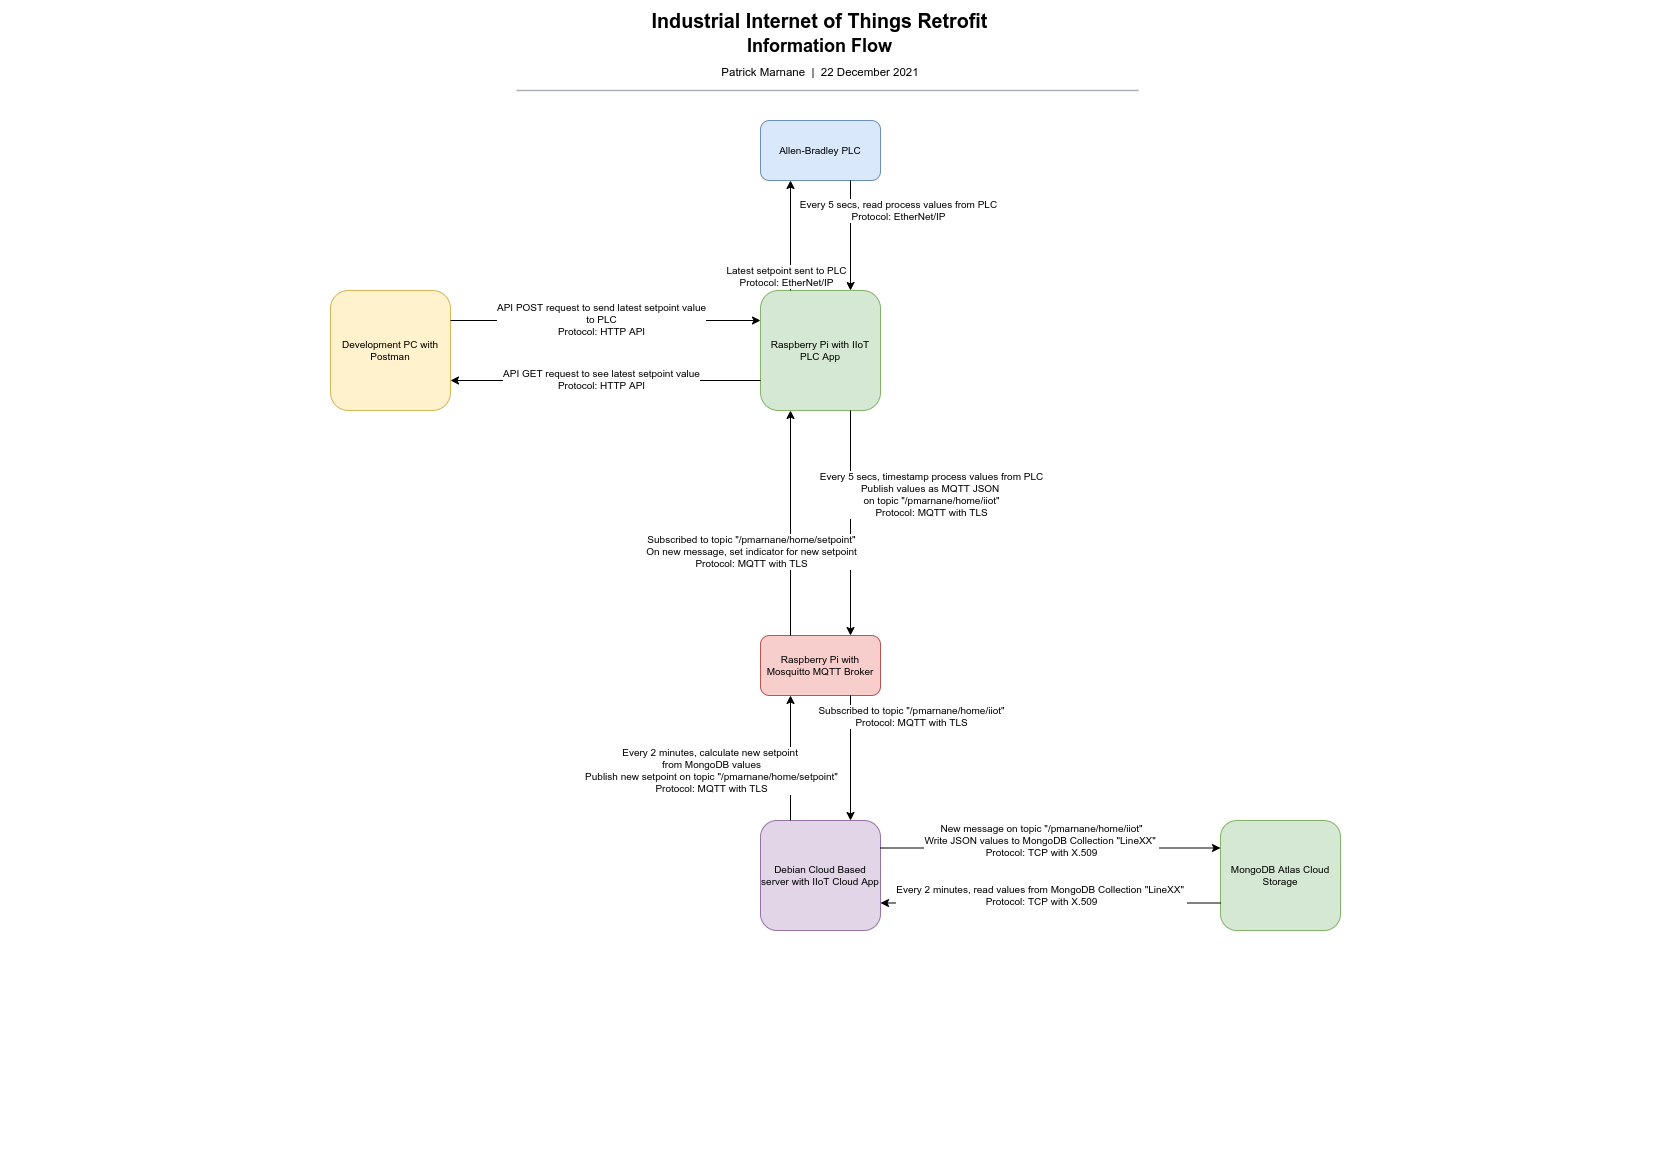 Industrial Internet of Things Retrofit
Information Flow
Patrick Marnane | 22 December 2021
Allen-Bradley PLC
Every 5 secs, read process values from PLC
Protocol: EtherNet/IP
Latest setpoint sent to PLC
Protocol: EtherNet/IP
API POST request to send latest setpoint value
to PLC
Protocol: HTTP API
Development PC with
Postman
Raspberry Pi with IIoT
PLC App
API GET request to see latest setpoint value
Protocol: HTTP API
Every 5 secs, timestamp process values from PLC
Publish values as MQTT JSON
on topic "/pmarnane/home/iiot"
Protocol: MQTT with TLS
Subscribed to topic "/pmarnane/home/setpoint"
On new message, set indicator for new setpoint
Protocol: MQTT with TLS
Raspberry Pi with
Mosquitto MQTT Broker
Subscribed to topic "/pmarnane/home/iiot"
Protocol: MQTT with TLS
Every 2 minutes, calculate new setpoint
from MongoDB values
Publish new setpoint on topic "/pmarnane/home/setpoint"
Protocol: MQTT with TLS
New message on topic "/pmarnane/home/iiot"
Write JSON values to MongoDB Collection "LineXX"
Protocol: TCP with X.509
Debian Cloud Based
server with IIoT Cloud App
MongoDB Atlas Cloud
Storage
Every 2 minutes, read values from MongoDB Collection "LineXX"
Protocol: TCP with X.509